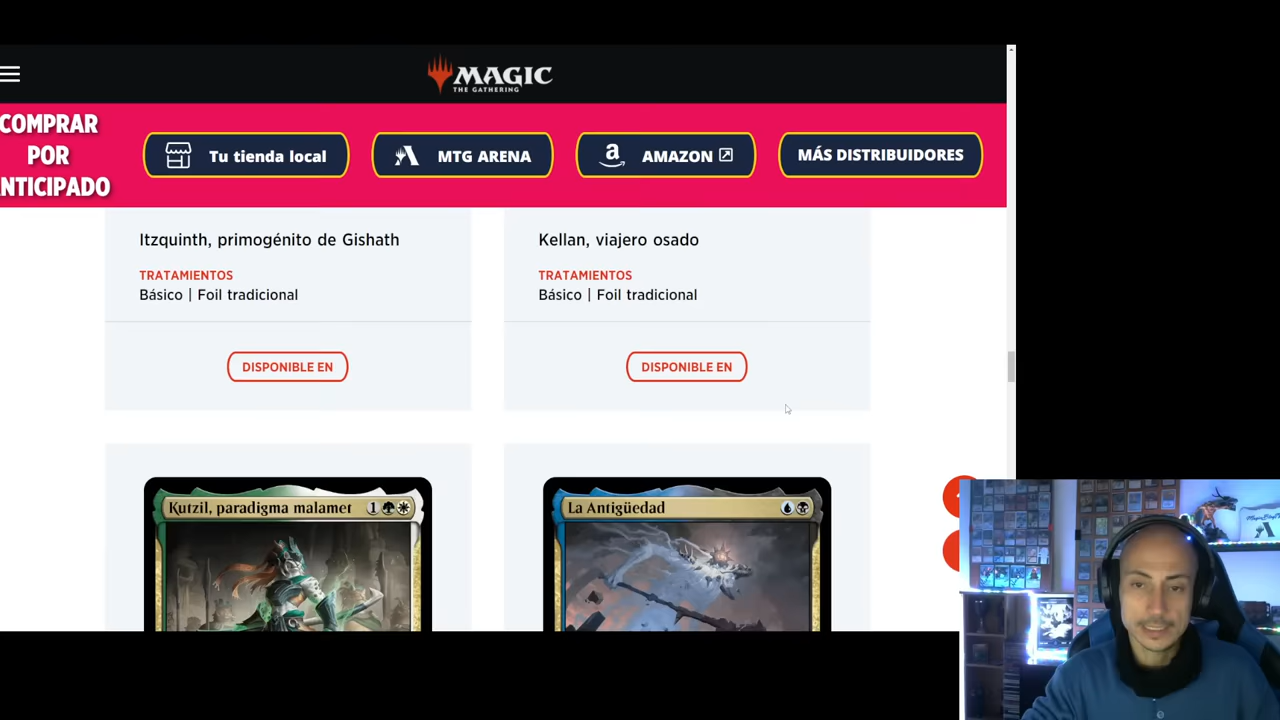 MAGIC
THE GATHERING
COMPRAR
POR
NTICIPADO
Tu tienda local
MTG ARENA
AMAZON
MÁS DISTRIBUIDORES
Itzquinth, primogénito de Gishath
TRATAMIENTOS
Básico | Foil tradicional
DISPONIBLE EN
Kellan, viajero osado
TRATAMIENTOS
Básico | Foil tradicional
DISPONIBLE EN
Kutzil, paradigma malamet 1
La Antigüedad